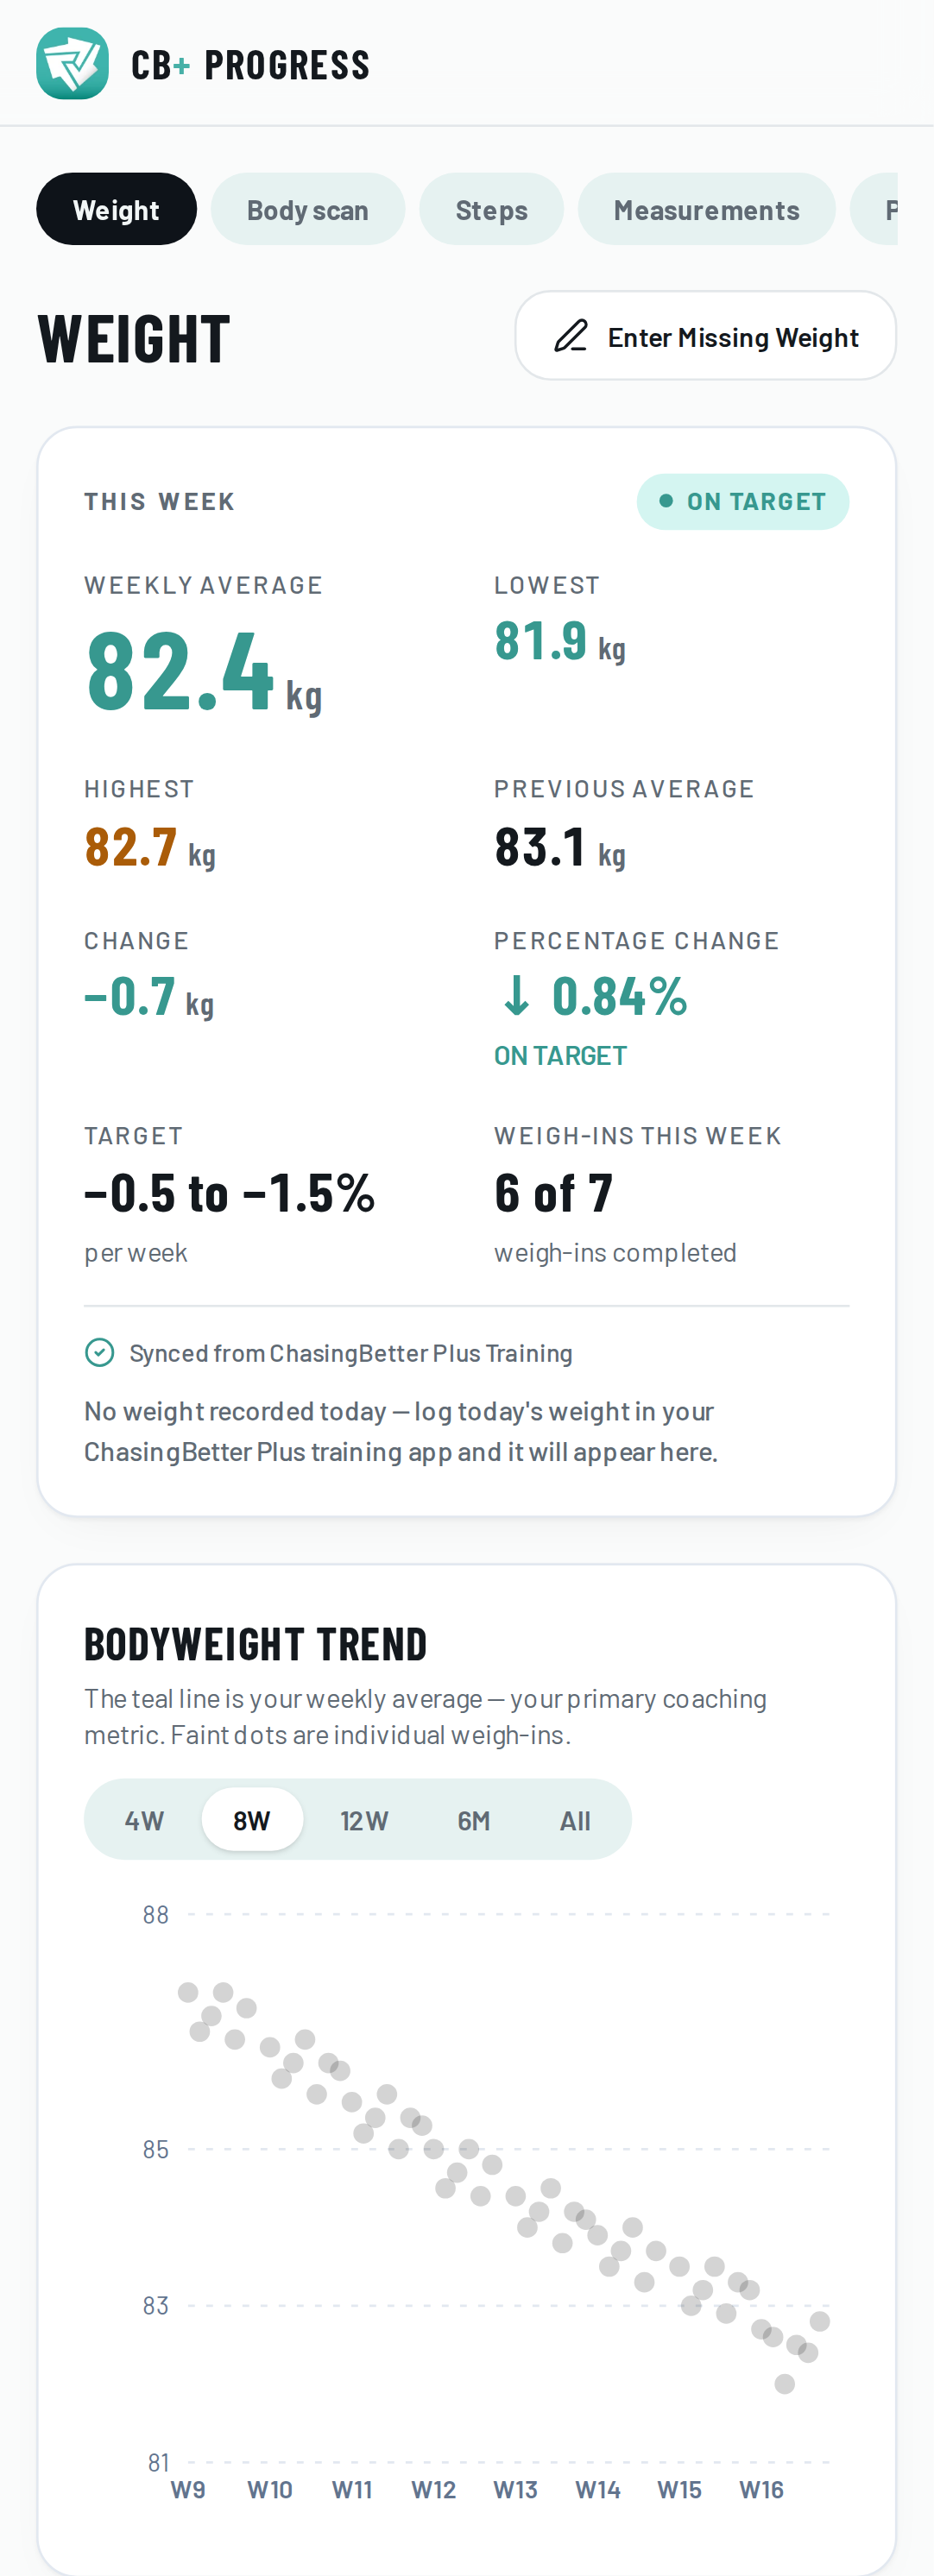 CB+ PROGRESS
Weight Body scan Steps Measurements P
WEIGHT
Enter Missing Weight
THIS WEEK
ON TARGET
WEEKLY AVERAGE LOWEST
82.4 kg 81.9 kg
HIGHEST PREVIOUS AVERAGE
82.7 kg 83.1 kg
CHANGE PERCENTAGE CHANGE
−0.7 kg ↓ 0.84%
ON TARGET
TARGET WEIGH-INS THIS WEEK
−0.5 to −1.5% 6 of 7
per week weigh-ins completed
Synced from ChasingBetter Plus Training
No weight recorded today — log today's weight in your
ChasingBetter Plus training app and it will appear here.
BODYWEIGHT TREND
The teal line is your weekly average — your primary coaching
metric. Faint dots are individual weigh-ins.
4W 8W 12W 6M All
88
85
83
81
W9 W10 W11 W12 W13 W14 W15 W16